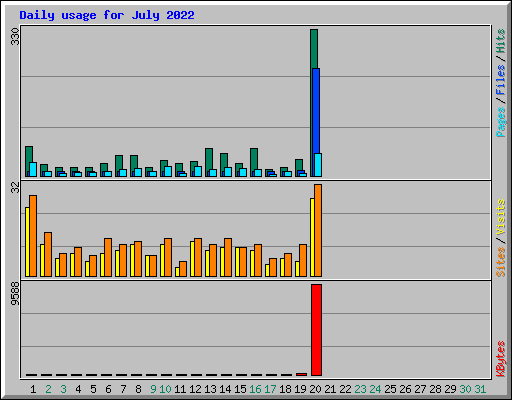 Daily usage for July 2022
330
32
9588
Pages / Files / Hits
Sites / Visits
KBytes
1 2 3 4 5 6 7 8 9 10 11 12 13 14 15 16 17 18 19 20 21 22 23 24 25 26 27 28 29 30 31